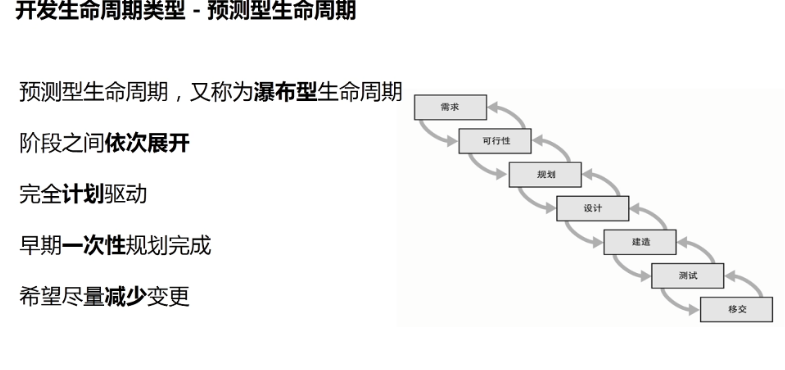 开发生命周期类型 - 预测型生命周期
预测型生命周期，又称为瀑布型生命周期
阶段之间依次展开
完全计划驱动
早期一次性规划完成
希望尽量减少变更
需求
可行性
规划
设计
建造
测试
移交